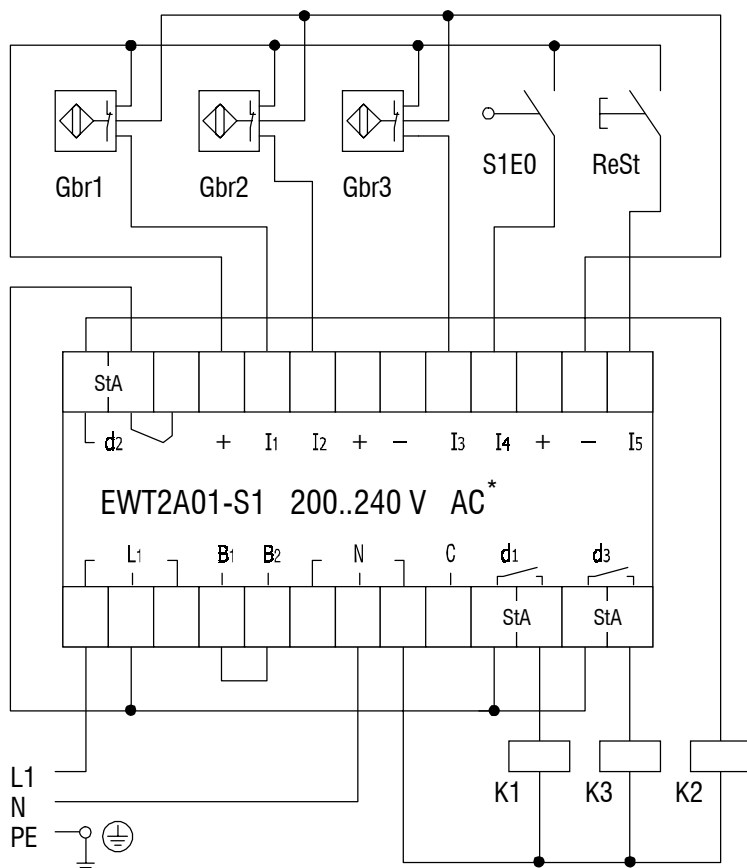 Gbr1 Gbr2 Gbr3 S1E0 ReSt
StA
d2 + I1 I2 + − I3 I4 + − I5
EWT2A01-S1 200..240 V AC*
L1 B1 B2 N C d1 d3
StA StA
L1
N
PE
K1 K3 K2